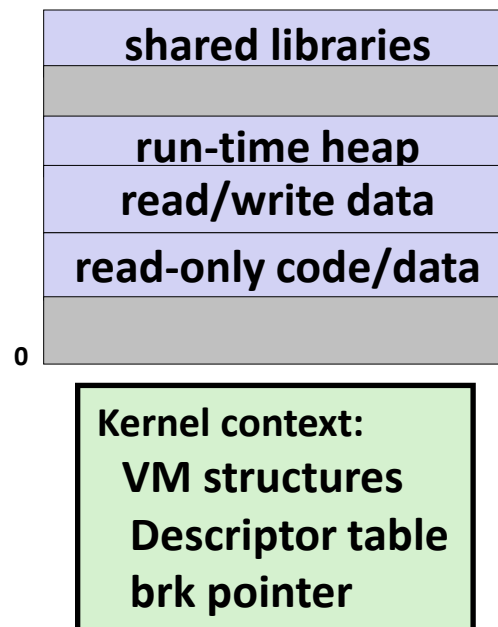 shared libraries
run-time heap
read/write data
read-only code/data
0
Kernel context:
VM structures
Descriptor table
brk pointer